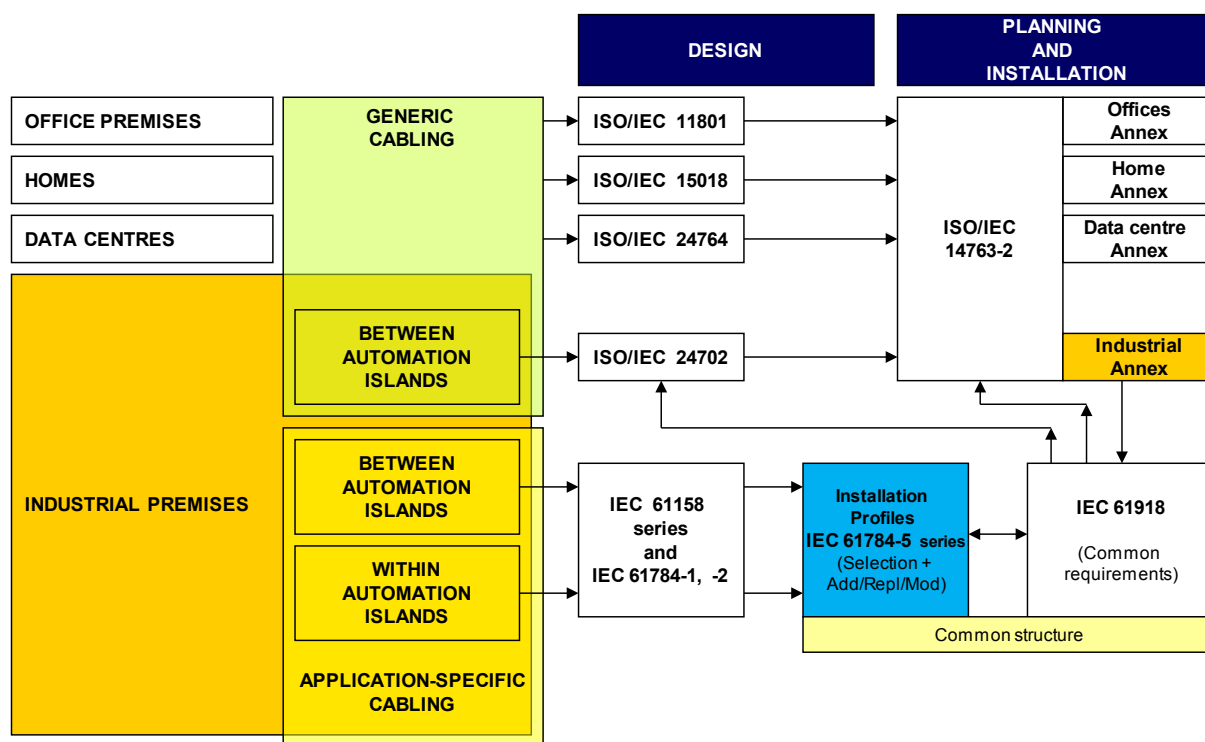 DESIGN
PLANNING
AND
INSTALLATION
OFFICE PREMISES
GENERIC
CABLING
ISO/IEC 11801
Offices
Annex
HOMES
ISO/IEC 15018
Home
Annex
DATA CENTRES
ISO/IEC 24764
ISO/IEC
14763-2
Data centre
Annex
BETWEEN
AUTOMATION
ISLANDS
ISO/IEC 24702
Industrial
Annex
INDUSTRIAL PREMISES
BETWEEN
AUTOMATION
ISLANDS
WITHIN
AUTOMATION
ISLANDS
APPLICATION-SPECIFIC
CABLING
IEC 61158
series
and
IEC 61784-1, -2
Installation
Profiles
IEC 61784-5 series
(Selection +
Add/Repl/Mod)
IEC 61918
(Common
requirements)
Common structure